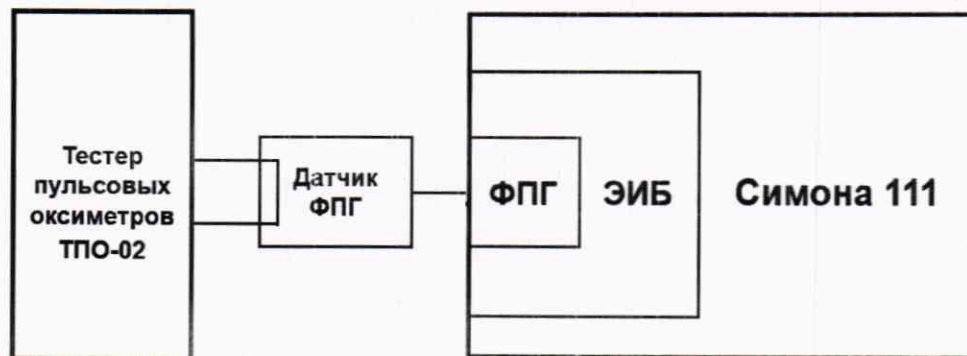 Тестер
пульсовых
оксиметров
ТПО-02
Датчик
ФПГ
ФПГ
ЭИБ
Симона 111